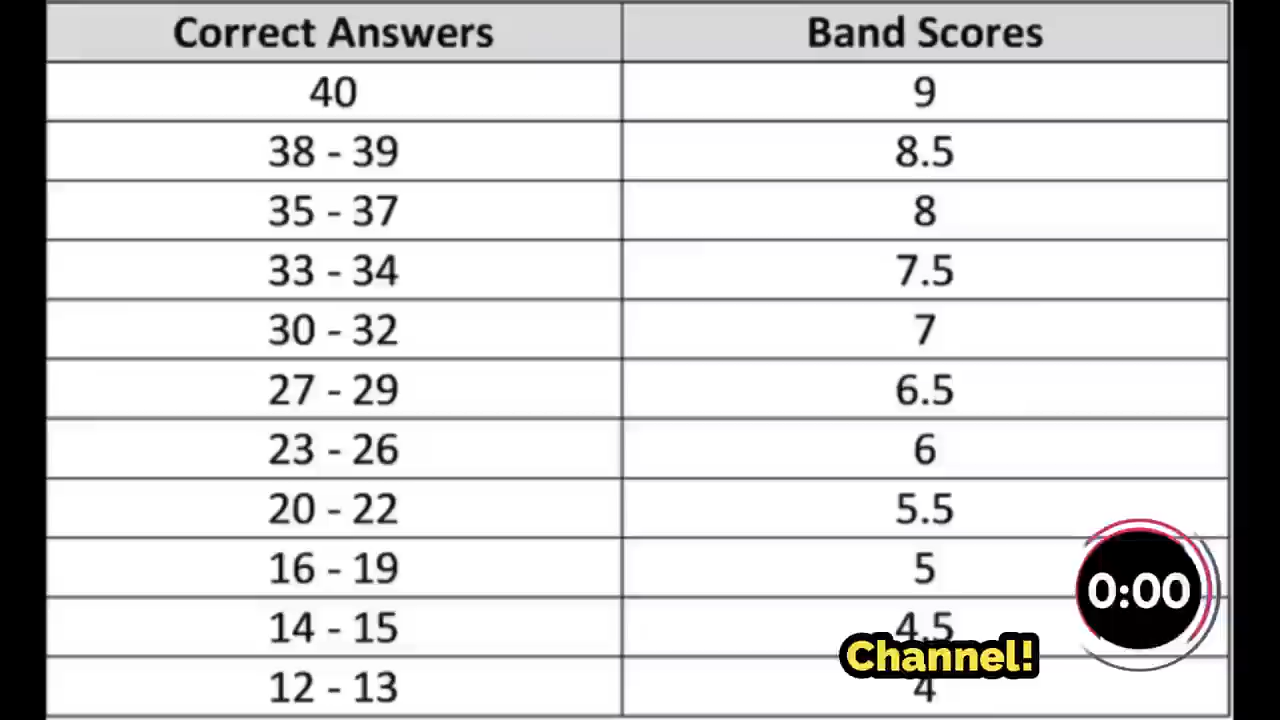 Correct Answers Band Scores
40 9
38 - 39 8.5
35 - 37 8
33 - 34 7.5
30 - 32 7
27 - 29 6.5
23 - 26 6
20 - 22 5.5
16 - 19 5
0:00
14 - 15 4.5
Channel!
12 - 13 4